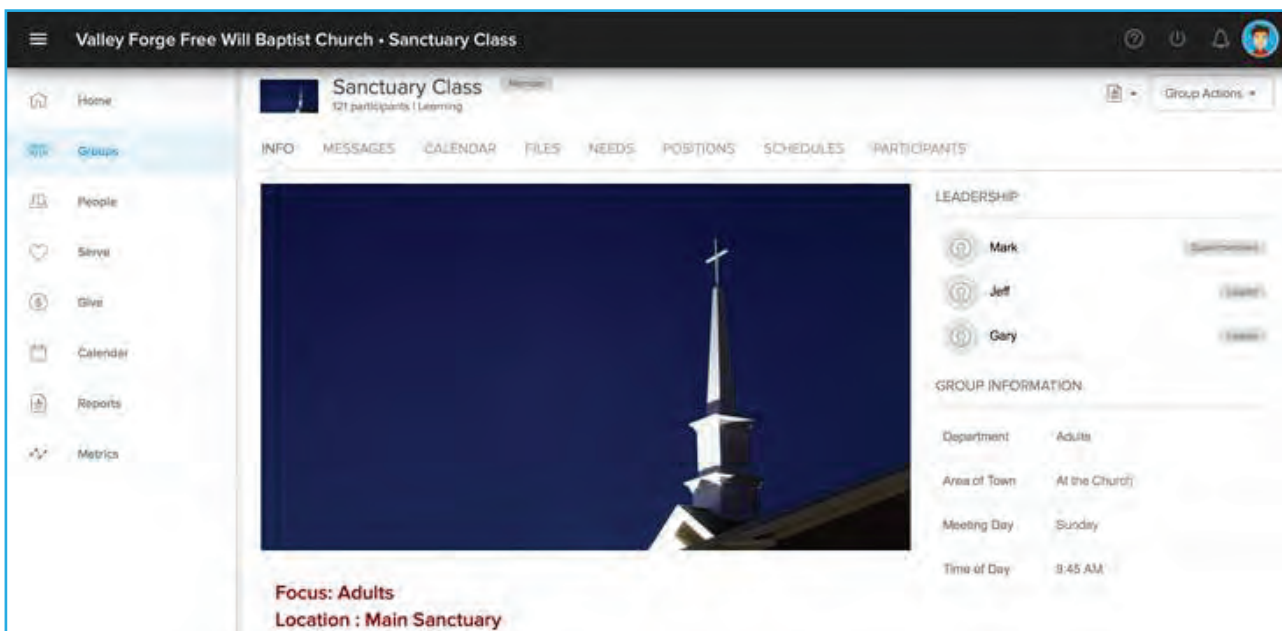 Valley Forge Free Will Baptist Church • Sanctuary Class
Home
Groups
People
Serve
Give
Calendar
Reports
Metrics
Sanctuary Class Member
121 participants | Learning
Group Actions
INFO MESSAGES CALENDAR FILES NEEDS POSITIONS SCHEDULES PARTICIPANTS
LEADERSHIP
Mark
Jeff Leader
Gary Leader
GROUP INFORMATION
Department Adults
Area of Town At the Church
Meeting Day Sunday
Time of Day 9:45 AM
Focus: Adults
Location : Main Sanctuary